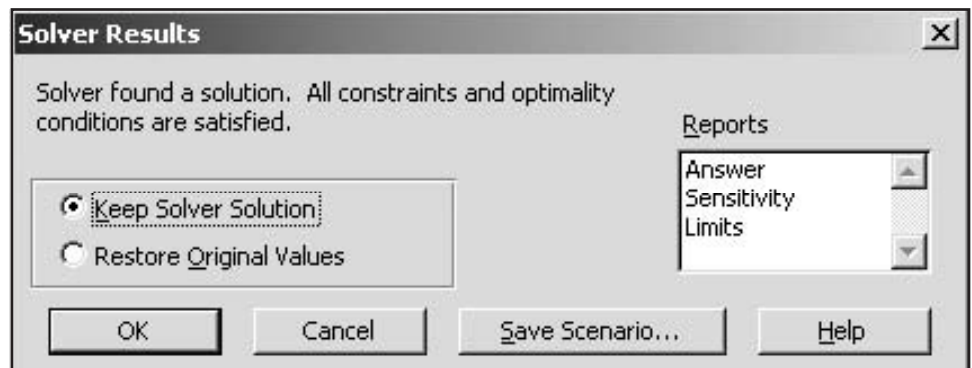 Solver Results
Solver found a solution. All constraints and optimality
conditions are satisfied.
Reports
Answer
Sensitivity
Limits
Keep Solver Solution
Restore Original Values
OK
Cancel
Save Scenario...
Help